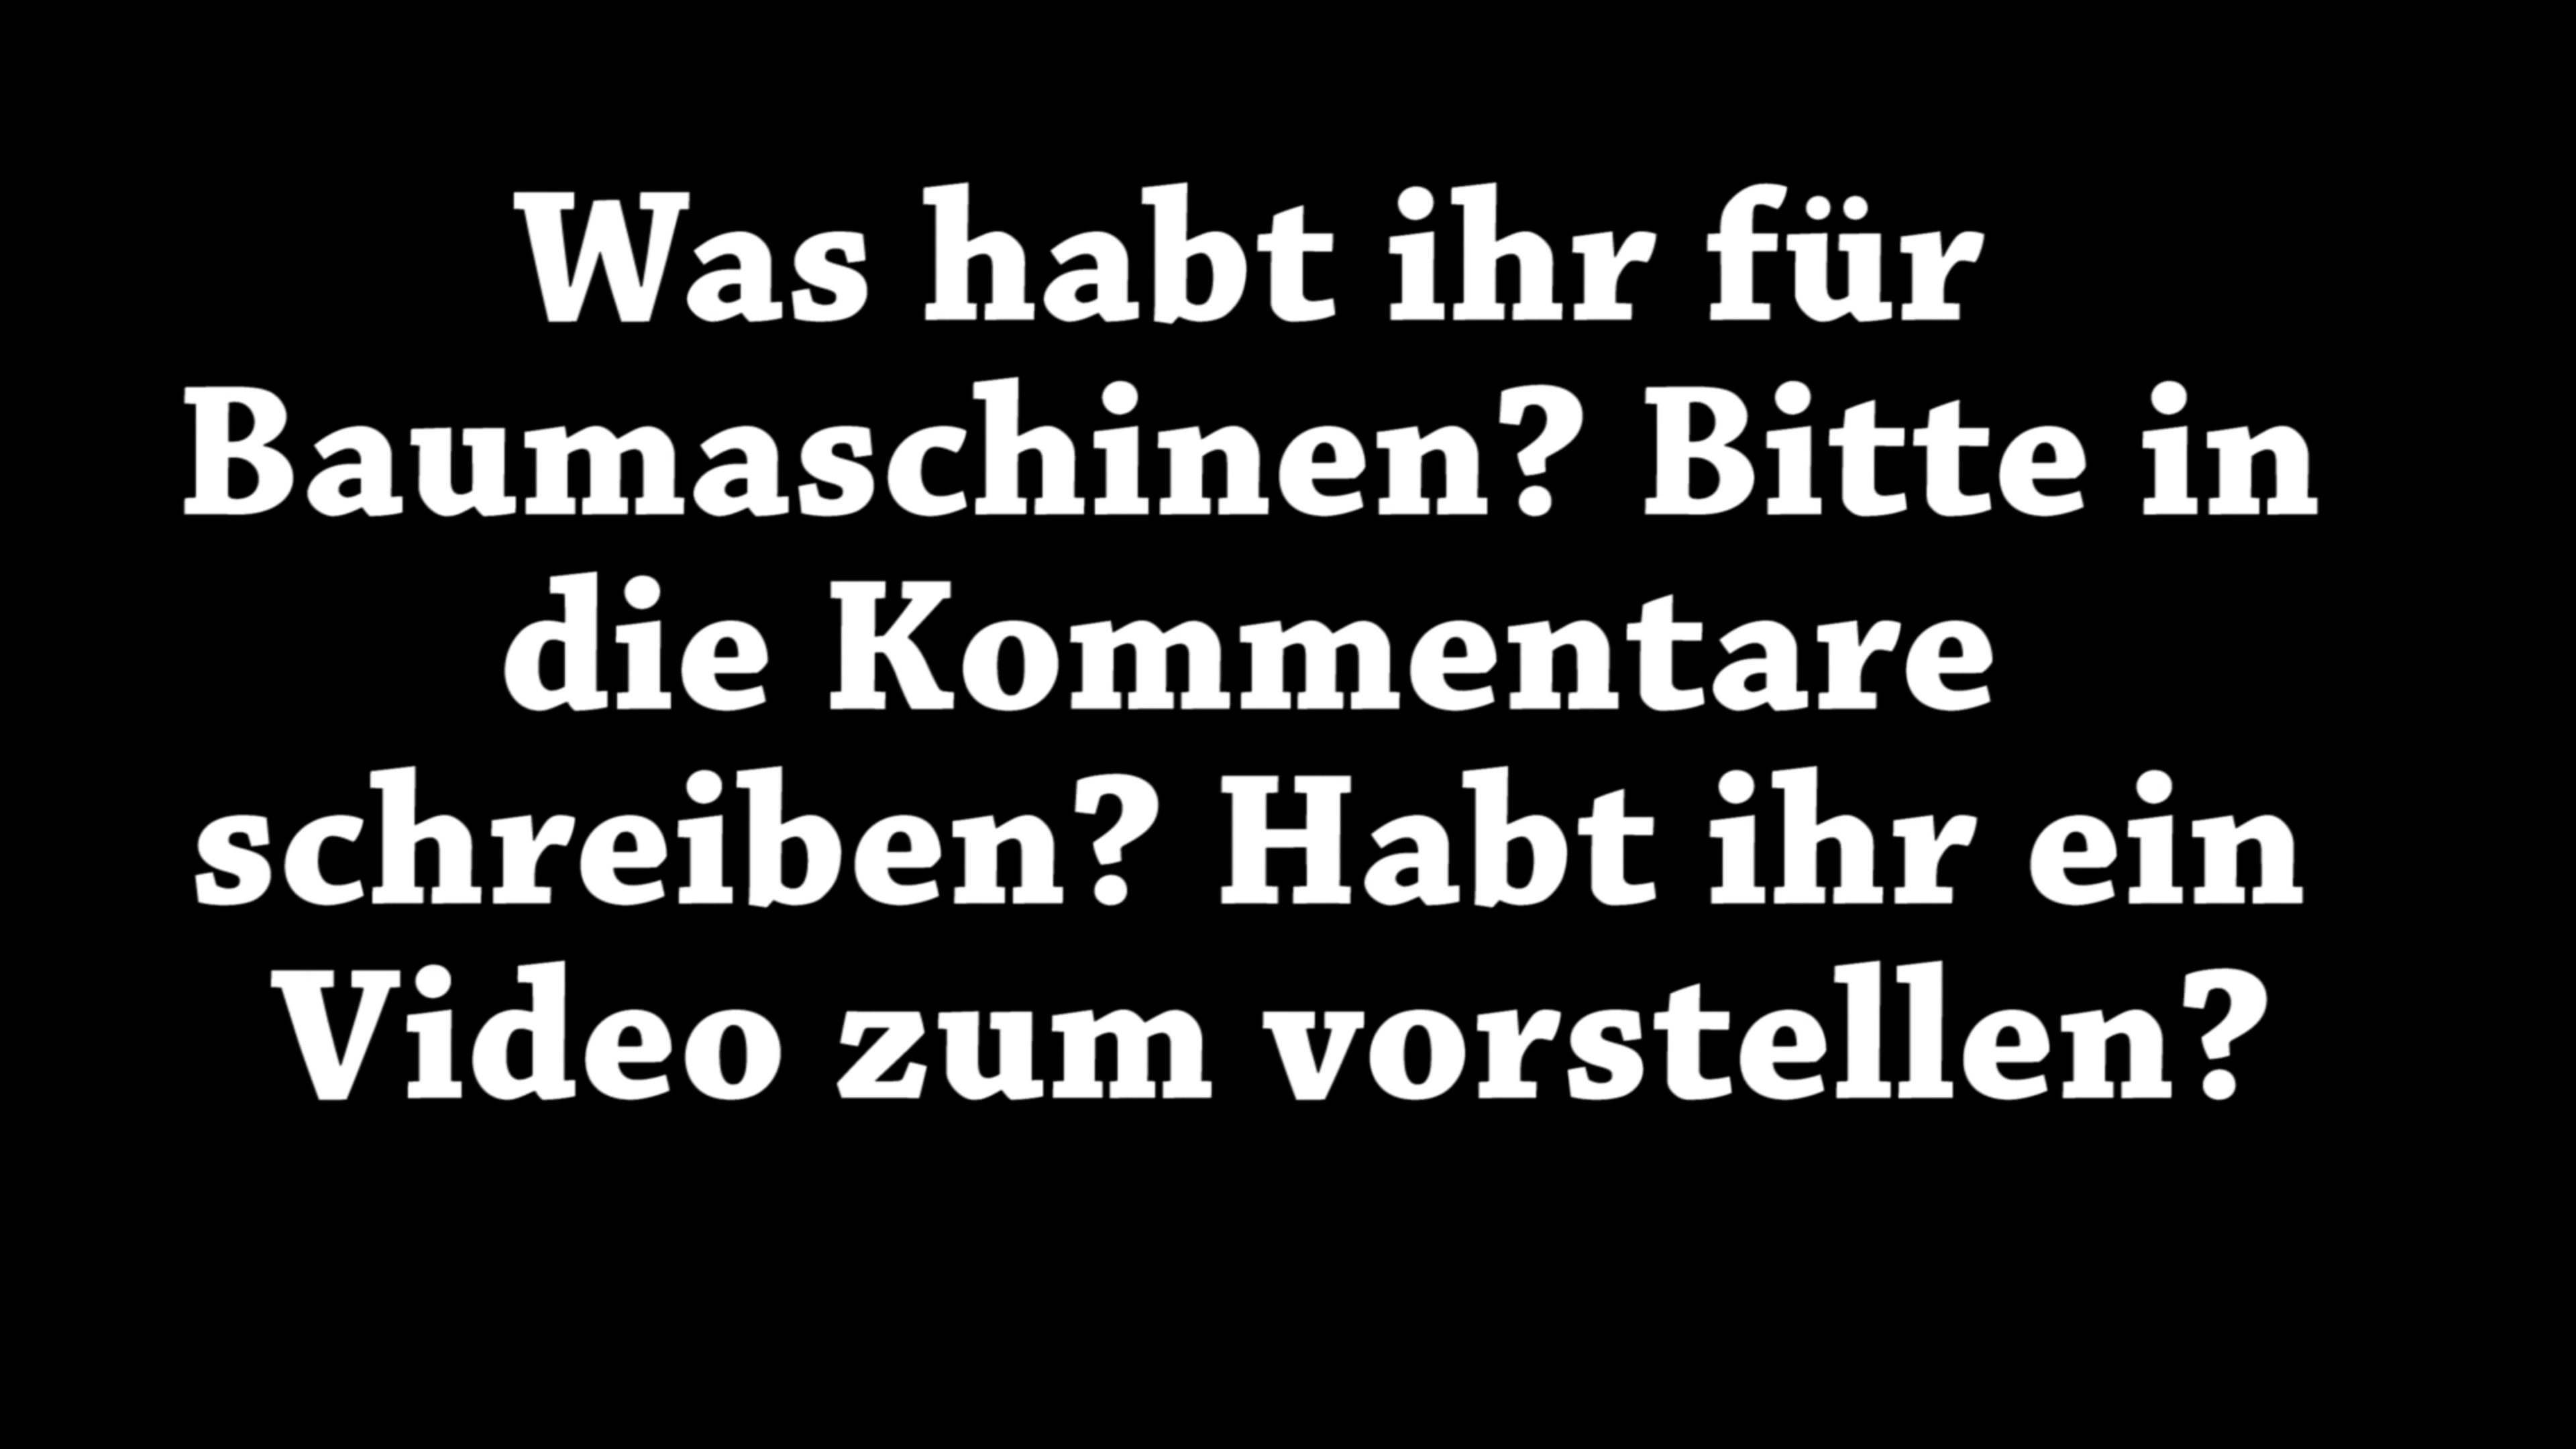 Was habt ihr für
Baumaschinen? Bitte in
die Kommentare
schreiben? Habt ihr ein
Video zum vorstellen?